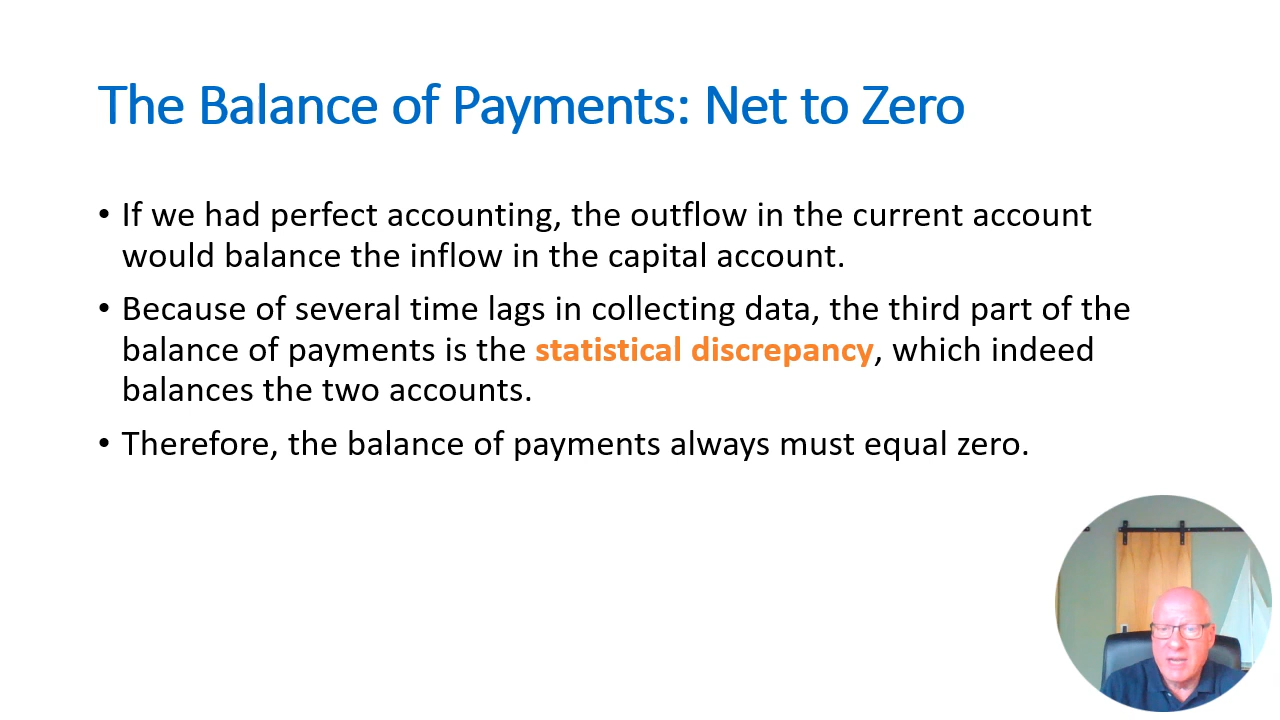 The Balance of Payments: Net to Zero
• If we had perfect accounting, the outflow in the current account
would balance the inflow in the capital account.
• Because of several time lags in collecting data, the third part of the
balance of payments is the statistical discrepancy, which indeed
balances the two accounts.
• Therefore, the balance of payments always must equal zero.